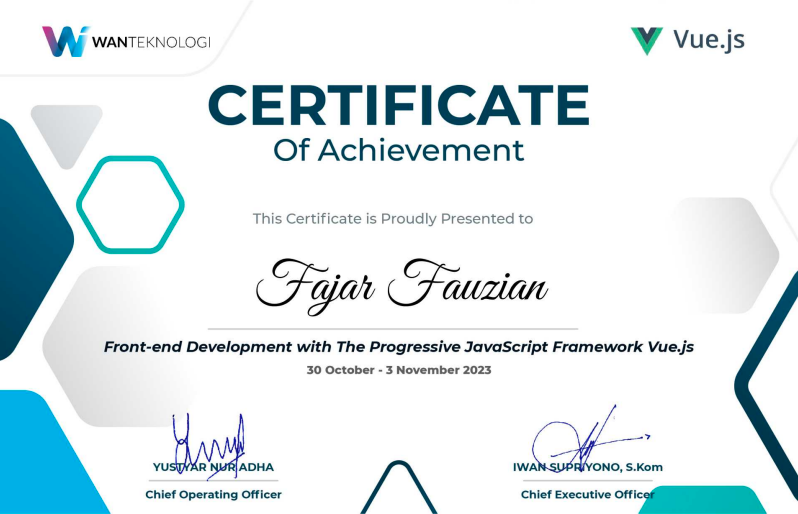 WANTEKNOLOGI
Vue.js
CERTIFICATE
Of Achievement
This Certificate is Proudly Presented to
Fajar Fauzian
Front-end Development with The Progressive JavaScript Framework Vue.js
30 October - 3 November 2023
YUSTYAR NUR ADHA
IWAN SUPRIYONO, S.Kom
Chief Operating Officer
Chief Executive Officer